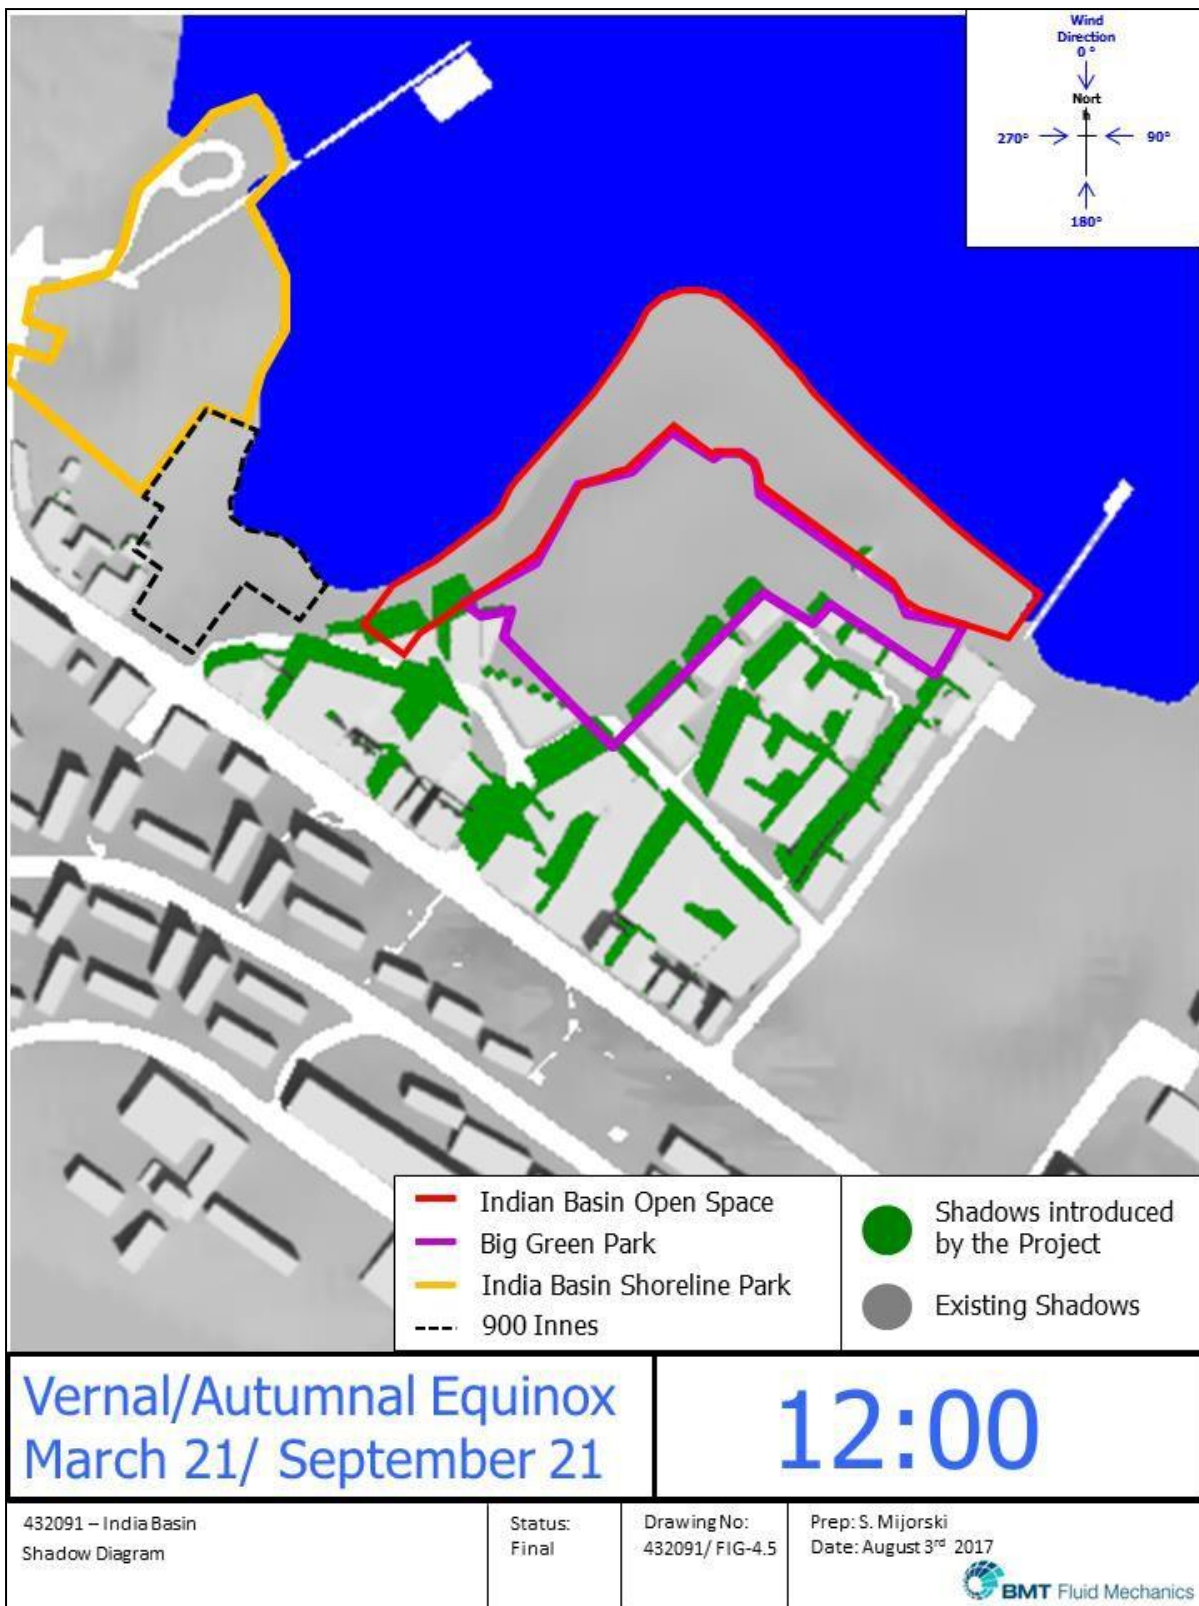 Wind
Direction
0 °
Nort
h
270°
90°
180°
Indian Basin Open Space
Big Green Park
India Basin Shoreline Park
900 Innes
Shadows introduced
by the Project
Existing Shadows
Vernal/Autumnal Equinox
March 21/ September 21
12:00
432091 – India Basin
Shadow Diagram
Status:
Final
Drawing No:
432091/ FIG-4.5
Prep: S. Mijorski
Date: August 3rd 2017
BMT Fluid Mechanics